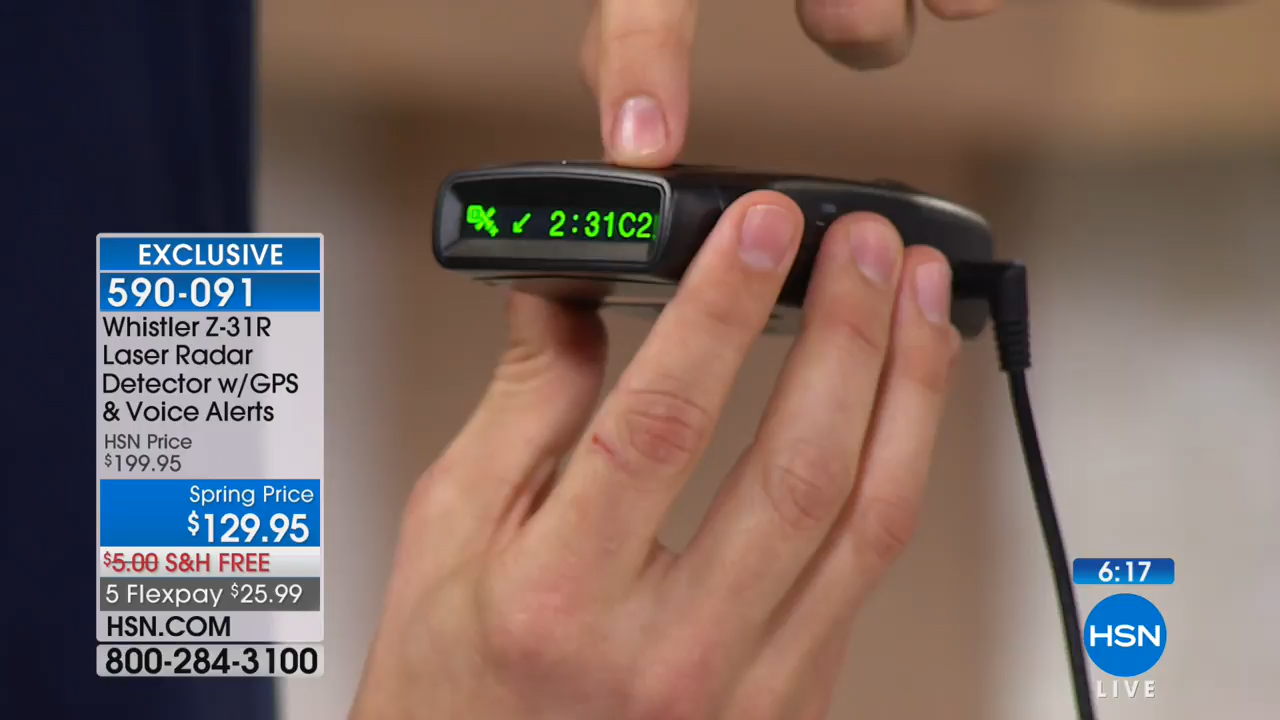 2:31C2
EXCLUSIVE
590-091
Whistler Z-31R
Laser Radar
Detector w/GPS
& Voice Alerts
HSN Price
$199.95
Spring Price
$129.95
$5.00 S&H FREE
5 Flexpay $25.99
HSN.COM
800-284-3100
6:17
HSN
LIVE